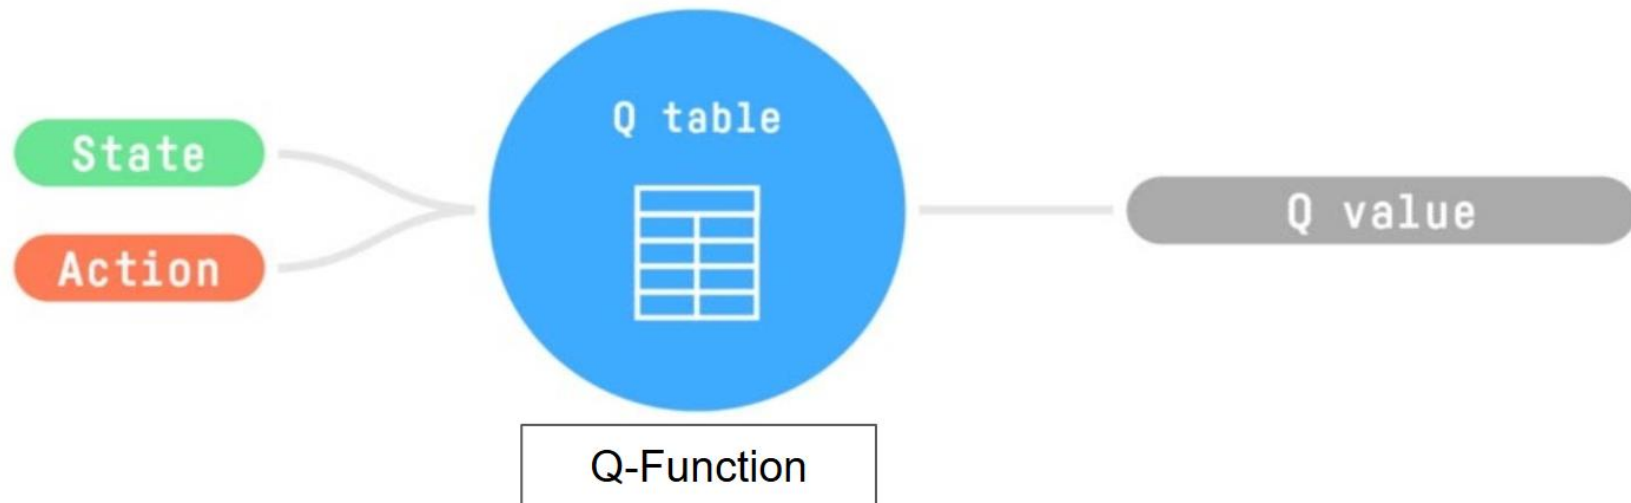 Q table
State
Action
Q value
Q-Function